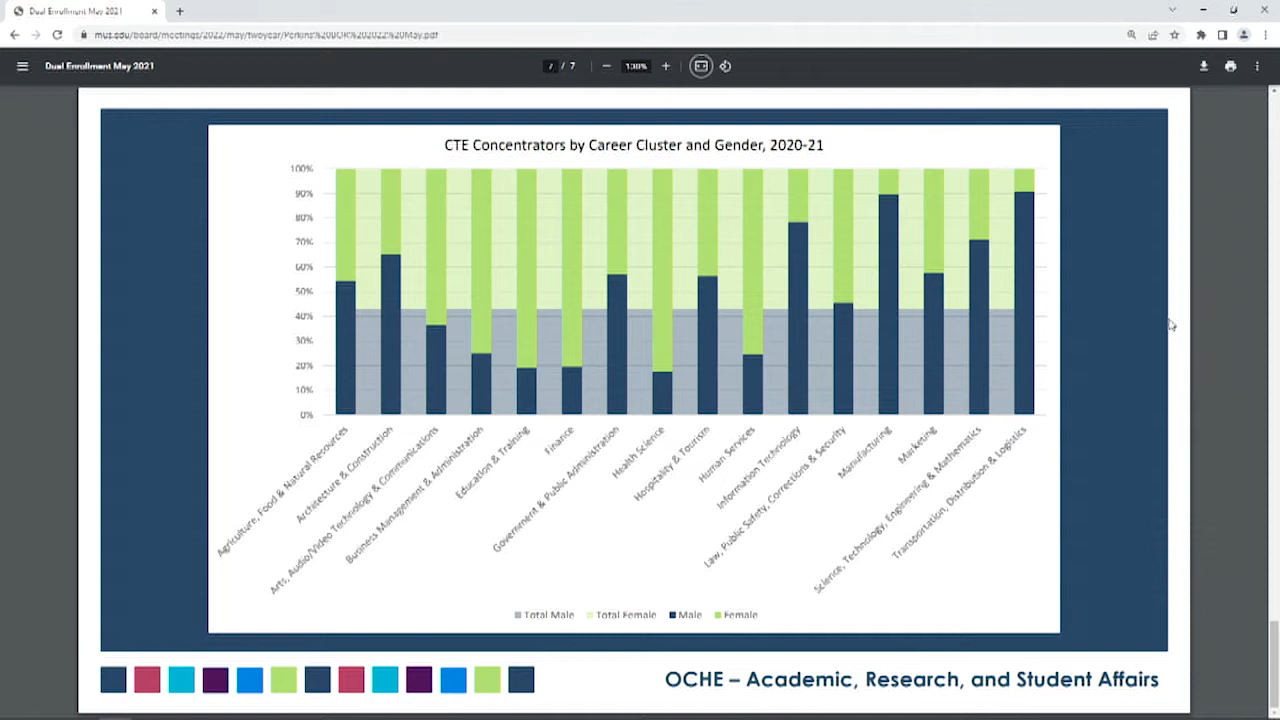 Dual Enrollment May 2021
mus.edu/board/meetings/2022/may/twoyear/Perkins%20BOR%202022%20May.pdf
Dual Enrollment May 2021
7 / 7
130%
CTE Concentrators by Career Cluster and Gender, 2020-21
100%
90%
80%
70%
60%
50%
40%
30%
20%
10%
0%
Agriculture, Food & Natural Resources
Architecture & Construction
Arts, Audio/Video Technology & Communications
Business Management & Administration
Education & Training
Finance
Government & Public Administration
Health Science
Hospitality & Tourism
Human Services
Information Technology
Law, Public Safety, Corrections & Security
Manufacturing
Marketing
Science, Technology, Engineering & Mathematics
Transportation, Distribution & Logistics
Total Male Total Female Male Female
OCHE – Academic, Research, and Student Affairs